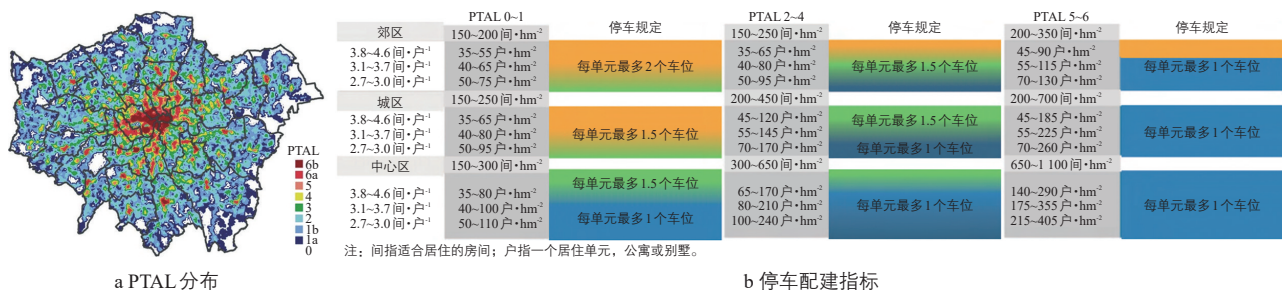 PTAL
6b
6a
5
4
3
2
1b
1a
0
a PTAL分布
PTAL 0~1 停车规定 PTAL 2~4 停车规定 PTAL 5~6 停车规定
郊区 150~200间·hm⁻² 150~250间·hm⁻² 200~350间·hm⁻²
3.8~4.6间·户⁻¹ 35~55户·hm⁻² 35~65户·hm⁻² 45~90户·hm⁻²
3.1~3.7间·户⁻¹ 40~65户·hm⁻² 每单元最多2个车位 40~80户·hm⁻² 每单元最多1.5个车位 55~115户·hm⁻² 每单元最多1个车位
2.7~3.0间·户⁻¹ 50~75户·hm⁻² 50~95户·hm⁻² 70~130户·hm⁻²
城区 150~250间·hm⁻² 200~450间·hm⁻² 200~700间·hm⁻²
3.8~4.6间·户⁻¹ 35~65户·hm⁻² 45~120户·hm⁻² 每单元最多1.5个车位 45~185户·hm⁻²
3.1~3.7间·户⁻¹ 40~80户·hm⁻² 每单元最多1.5个车位 55~145户·hm⁻² 55~225户·hm⁻² 每单元最多1个车位
2.7~3.0间·户⁻¹ 50~95户·hm⁻² 70~170户·hm⁻² 每单元最多1个车位 70~260户·hm⁻²
中心区 150~300间·hm⁻² 300~650间·hm⁻² 650~1 100间·hm⁻²
每单元最多1.5个车位
3.8~4.6间·户⁻¹ 35~80户·hm⁻² 65~170户·hm⁻² 140~290户·hm⁻²
3.1~3.7间·户⁻¹ 40~100户·hm⁻² 每单元最多1个车位 80~210户·hm⁻² 每单元最多1个车位 175~355户·hm⁻² 每单元最多1个车位
2.7~3.0间·户⁻¹ 50~110户·hm⁻² 100~240户·hm⁻² 215~405户·hm⁻²
注：间指适合居住的房间；户指一个居住单元，公寓或别墅。
b 停车配建指标